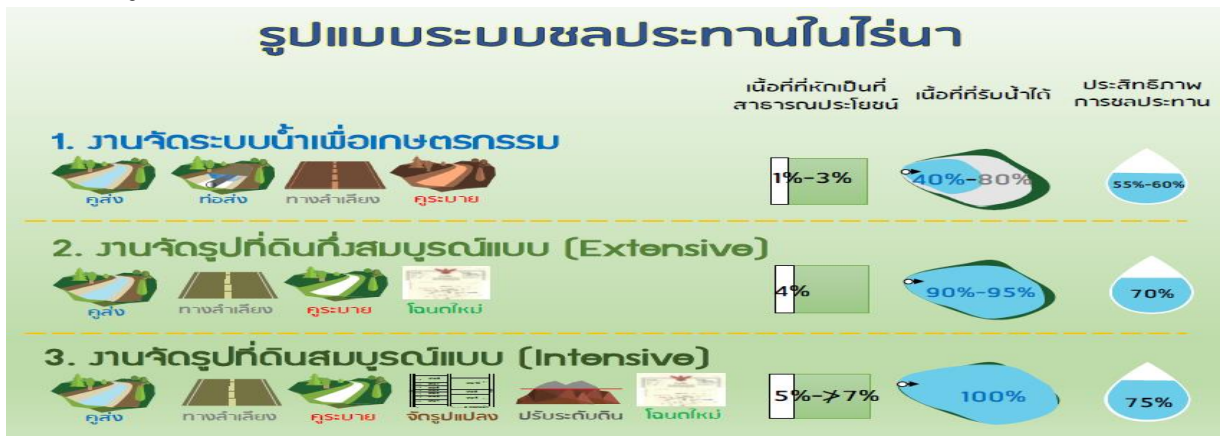 รูปแบบระบบชลประทานในไร่นา
เนื้อที่ที่หักเป็นที่
สาธารณประโยชน์
เนื้อที่ที่รับน้ำได้
ประสิทธิภาพ
การชลประทาน
1. งานจัดระบบน้ำเพื่อเกษตรกรรม
คูส่ง ท่อส่ง ทางลำเลียง คูระบาย
1%-3% 40%-80% 55%-60%
2. งานจัดรูปที่ดินกึ่งสมบูรณ์แบบ (Extensive)
คูส่ง ทางลำเลียง คูระบาย โฉนดใหม่
4% 90%-95% 70%
3. งานจัดรูปที่ดินสมบูรณ์แบบ (Intensive)
คูส่ง ทางลำเลียง คูระบาย จัดรูปแปลง ปรับระดับดิน โฉนดใหม่
5%-≯7% 100% 75%